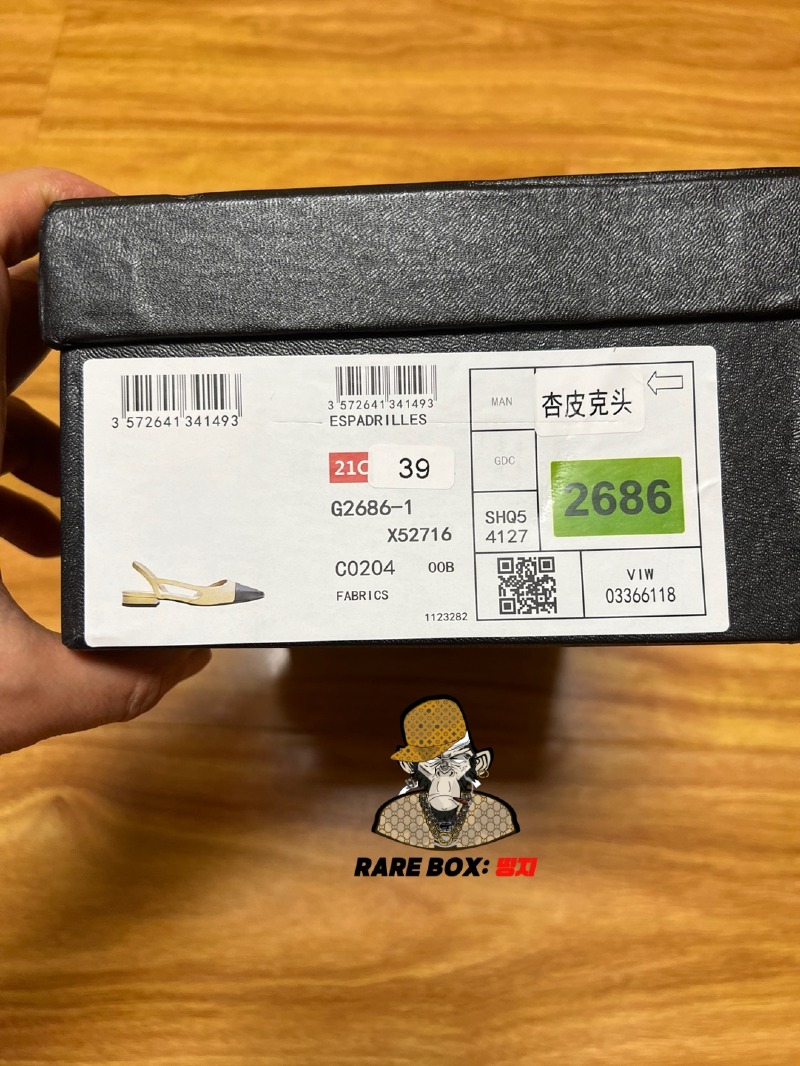 3 572641 341493
3 572641 341493
ESPADRILLES
21C
39
G2686-1
X52716
C0204 00B
FABRICS
1123282
MAN
杏皮克头
GDC
2686
SHQ5
4127
VIW
03366118
RARE BOX: 띵지